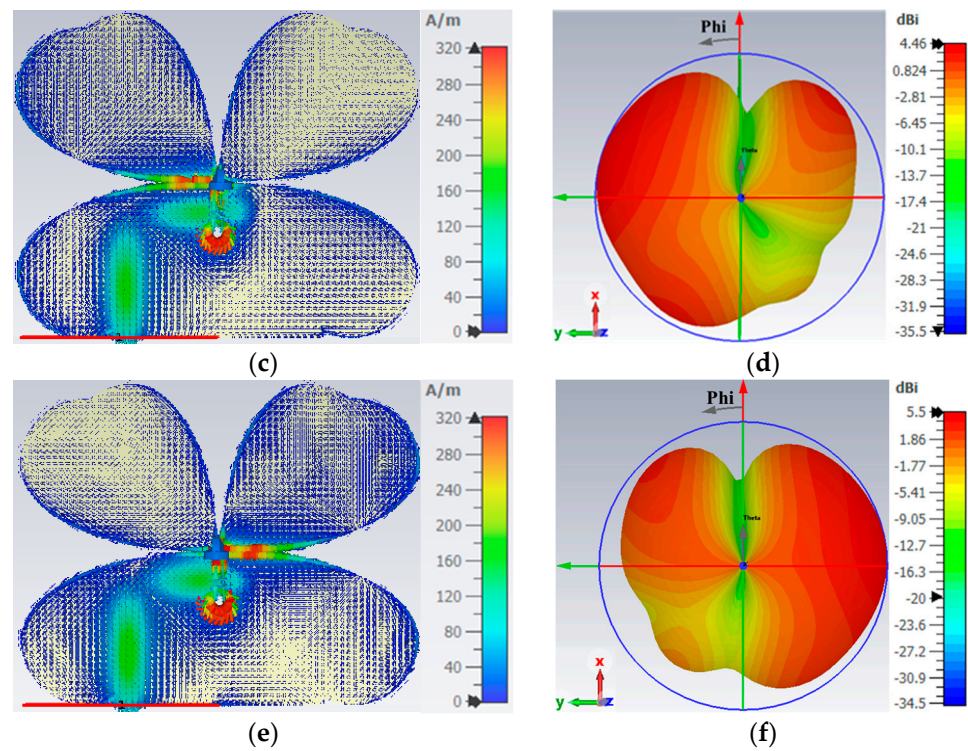 A/m
320
280
240
200
160
120
80
40
0
(c)
Phi
Theta
x
y
z
dBi
4.46
0.824
-2.81
-6.45
-10.1
-13.7
-17.4
-21
-24.6
-28.3
-31.9
-35.5
(d)
A/m
320
280
240
200
160
120
80
40
0
(e)
Phi
Theta
x
y
z
dBi
5.5
1.86
-1.77
-5.41
-9.05
-12.7
-16.3
-20
-23.6
-27.2
-30.9
-34.5
(f)